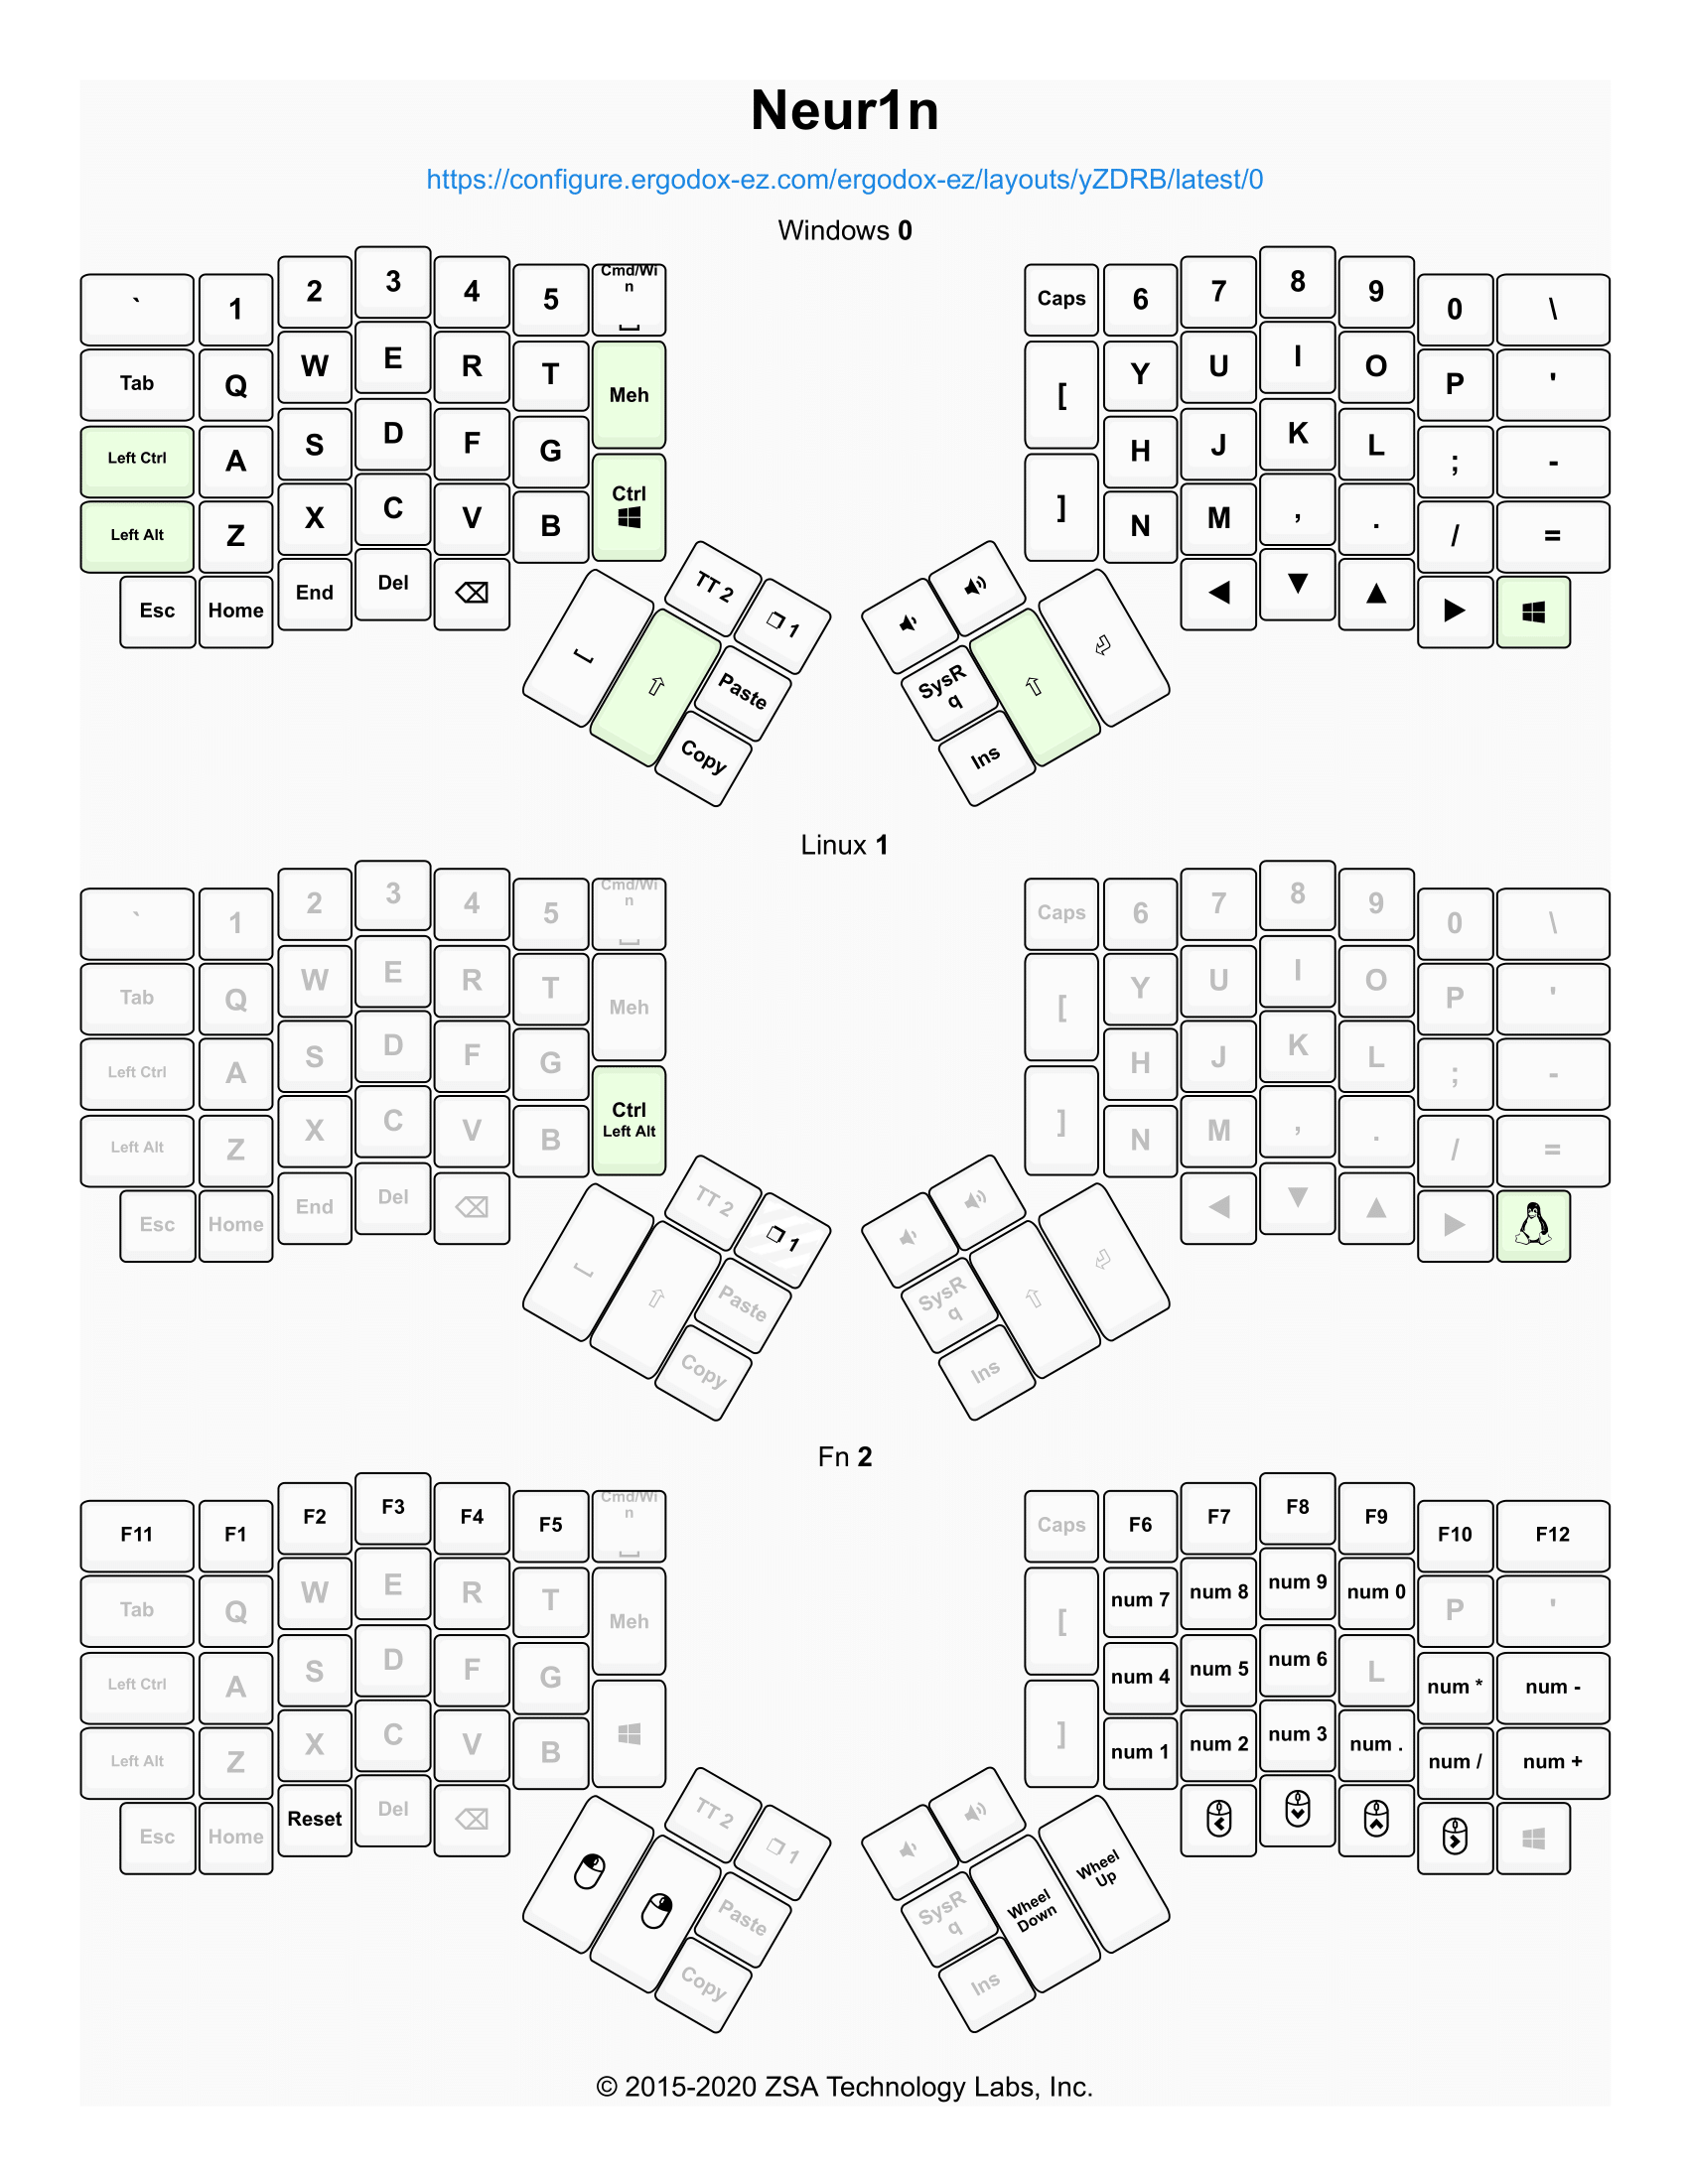 Neur1n
https://configure.ergodox-ez.com/ergodox-ez/layouts/yZDRB/latest/0
Windows 0
` 1 2 3 4 5 Cmd/Wi
n
Caps 6 7 8 9 0 \
Tab Q W E R T Meh
[ Y U I O P '
Left Ctrl A S D F G
H J K L ; -
Left Alt Z X C V B Ctrl
] N M , . / =
Esc Home End Del
TT 2
1
Paste
Copy
SysR
q
Ins
Linux 1
` 1 2 3 4 5 Cmd/Wi
n
Caps 6 7 8 9 0 \
Tab Q W E R T Meh
[ Y U I O P '
Left Ctrl A S D F G
H J K L ; -
Left Alt Z X C V B Ctrl
Left Alt
] N M , . / =
Esc Home End Del
TT 2
1
Paste
Copy
SysR
q
Ins
Fn 2
F11 F1 F2 F3 F4 F5 Cmd/Wi
n
Caps F6 F7 F8 F9 F10 F12
Tab Q W E R T Meh
[ num 7 num 8 num 9 num 0 P '
Left Ctrl A S D F G
num 4 num 5 num 6 L num * num -
Left Alt Z X C V B
] num 1 num 2 num 3 num . num / num +
Esc Home Reset Del
TT 2
1
Paste
Copy
SysR
q
Wheel
Down
Wheel
Up
Ins
© 2015-2020 ZSA Technology Labs, Inc.